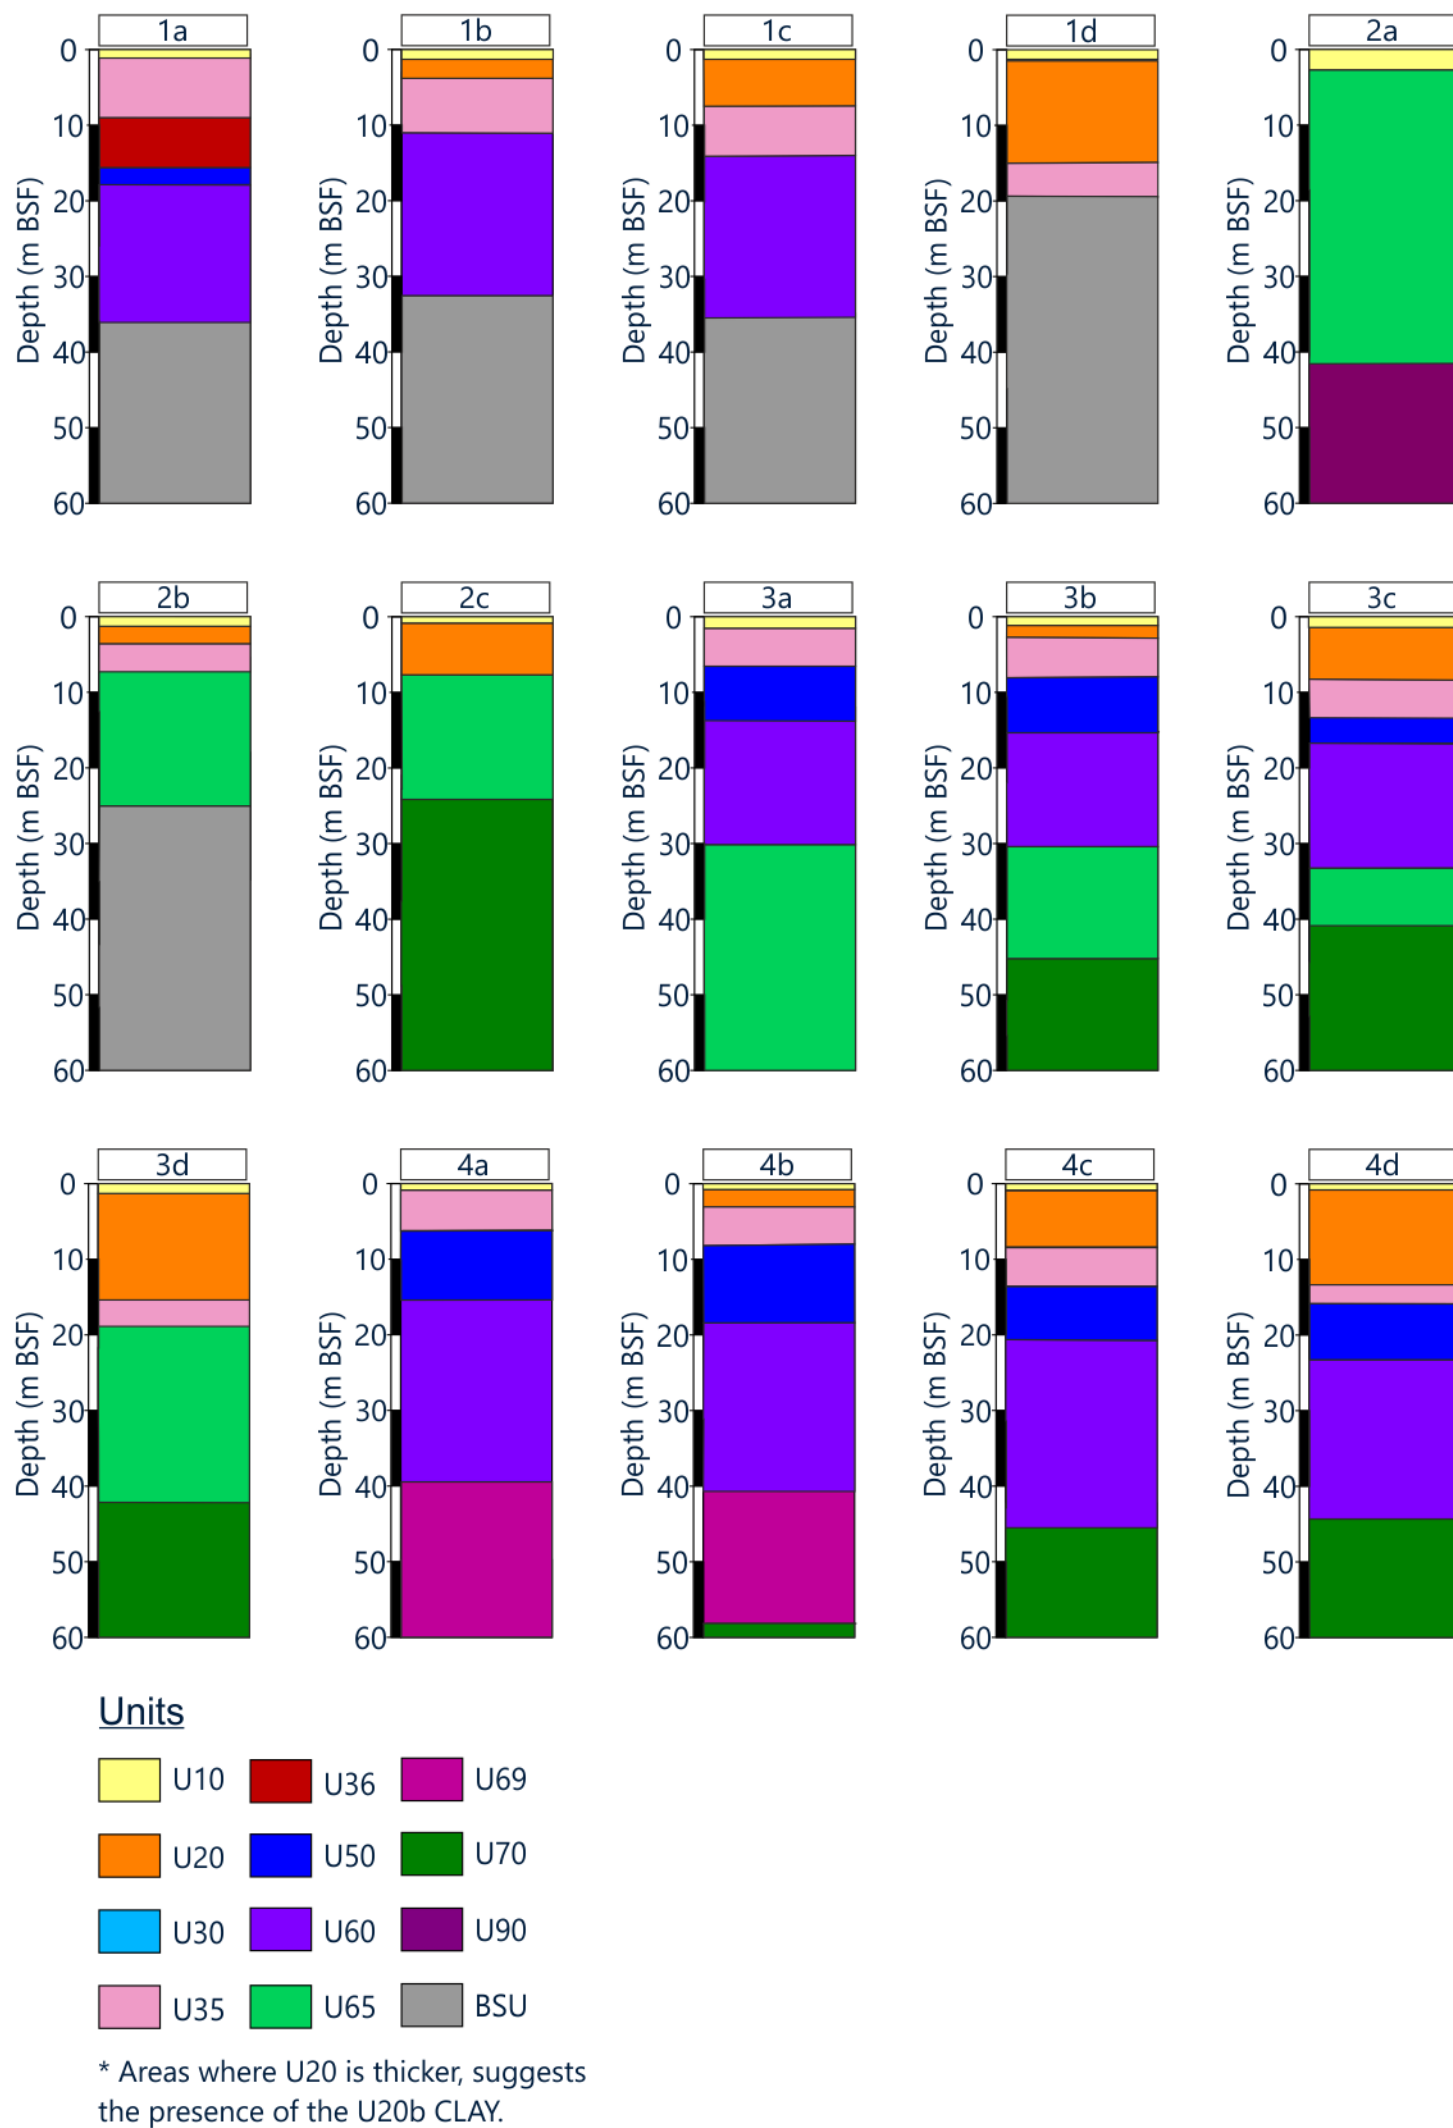 1a 1b 1c 1d 2a
0 0 0 0 0
10 10 10 10 10
20 20 20 20 20
30 30 30 30 30
40 40 40 40 40
50 50 50 50 50
60 60 60 60 60
Depth (m BSF) Depth (m BSF) Depth (m BSF) Depth (m BSF) Depth (m BSF)
2b 2c 3a 3b 3c
0 0 0 0 0
10 10 10 10 10
20 20 20 20 20
30 30 30 30 30
40 40 40 40 40
50 50 50 50 50
60 60 60 60 60
Depth (m BSF) Depth (m BSF) Depth (m BSF) Depth (m BSF) Depth (m BSF)
3d 4a 4b 4c 4d
0 0 0 0 0
10 10 10 10 10
20 20 20 20 20
30 30 30 30 30
40 40 40 40 40
50 50 50 50 50
60 60 60 60 60
Depth (m BSF) Depth (m BSF) Depth (m BSF) Depth (m BSF) Depth (m BSF)
Units
U10 U36 U69
U20 U50 U70
U30 U60 U90
U35 U65 BSU
* Areas where U20 is thicker, suggests
the presence of the U20b CLAY.